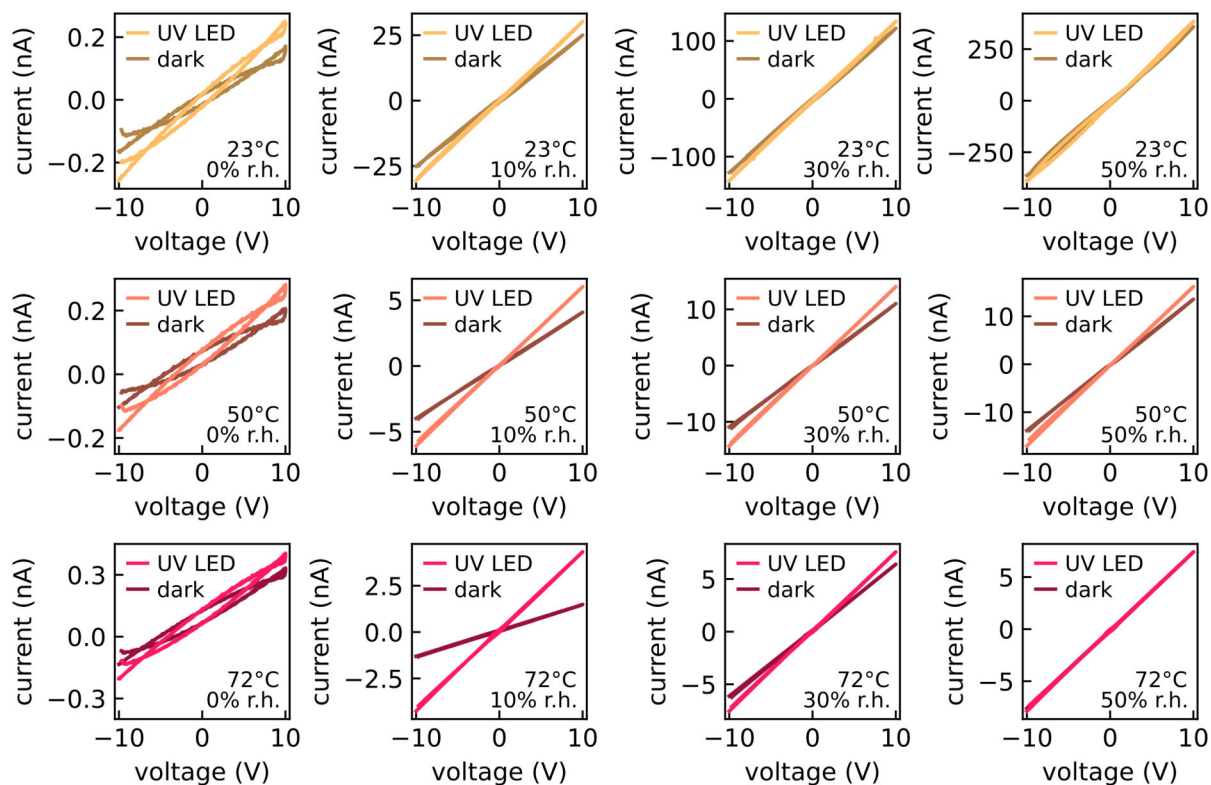 current (nA)
0.2
0.0
−0.2
UV LED
dark
23°C
0% r.h.
−10
0
10
voltage (V)
current (nA)
25
0
−25
UV LED
dark
23°C
10% r.h.
−10
0
10
voltage (V)
current (nA)
100
0
−100
UV LED
dark
23°C
30% r.h.
−10
0
10
voltage (V)
current (nA)
250
0
−250
UV LED
dark
23°C
50% r.h.
−10
0
10
voltage (V)
current (nA)
0.2
0.0
−0.2
UV LED
dark
50°C
0% r.h.
−10
0
10
voltage (V)
current (nA)
5
0
−5
UV LED
dark
50°C
10% r.h.
−10
0
10
voltage (V)
current (nA)
10
0
−10
UV LED
dark
50°C
30% r.h.
−10
0
10
voltage (V)
current (nA)
10
0
−10
UV LED
dark
50°C
50% r.h.
−10
0
10
voltage (V)
current (nA)
0.3
0.0
−0.3
UV LED
dark
72°C
0% r.h.
−10
0
10
voltage (V)
current (nA)
2.5
0.0
−2.5
UV LED
dark
72°C
10% r.h.
−10
0
10
voltage (V)
current (nA)
5
0
−5
UV LED
dark
72°C
30% r.h.
−10
0
10
voltage (V)
current (nA)
5
0
−5
UV LED
dark
72°C
50% r.h.
−10
0
10
voltage (V)